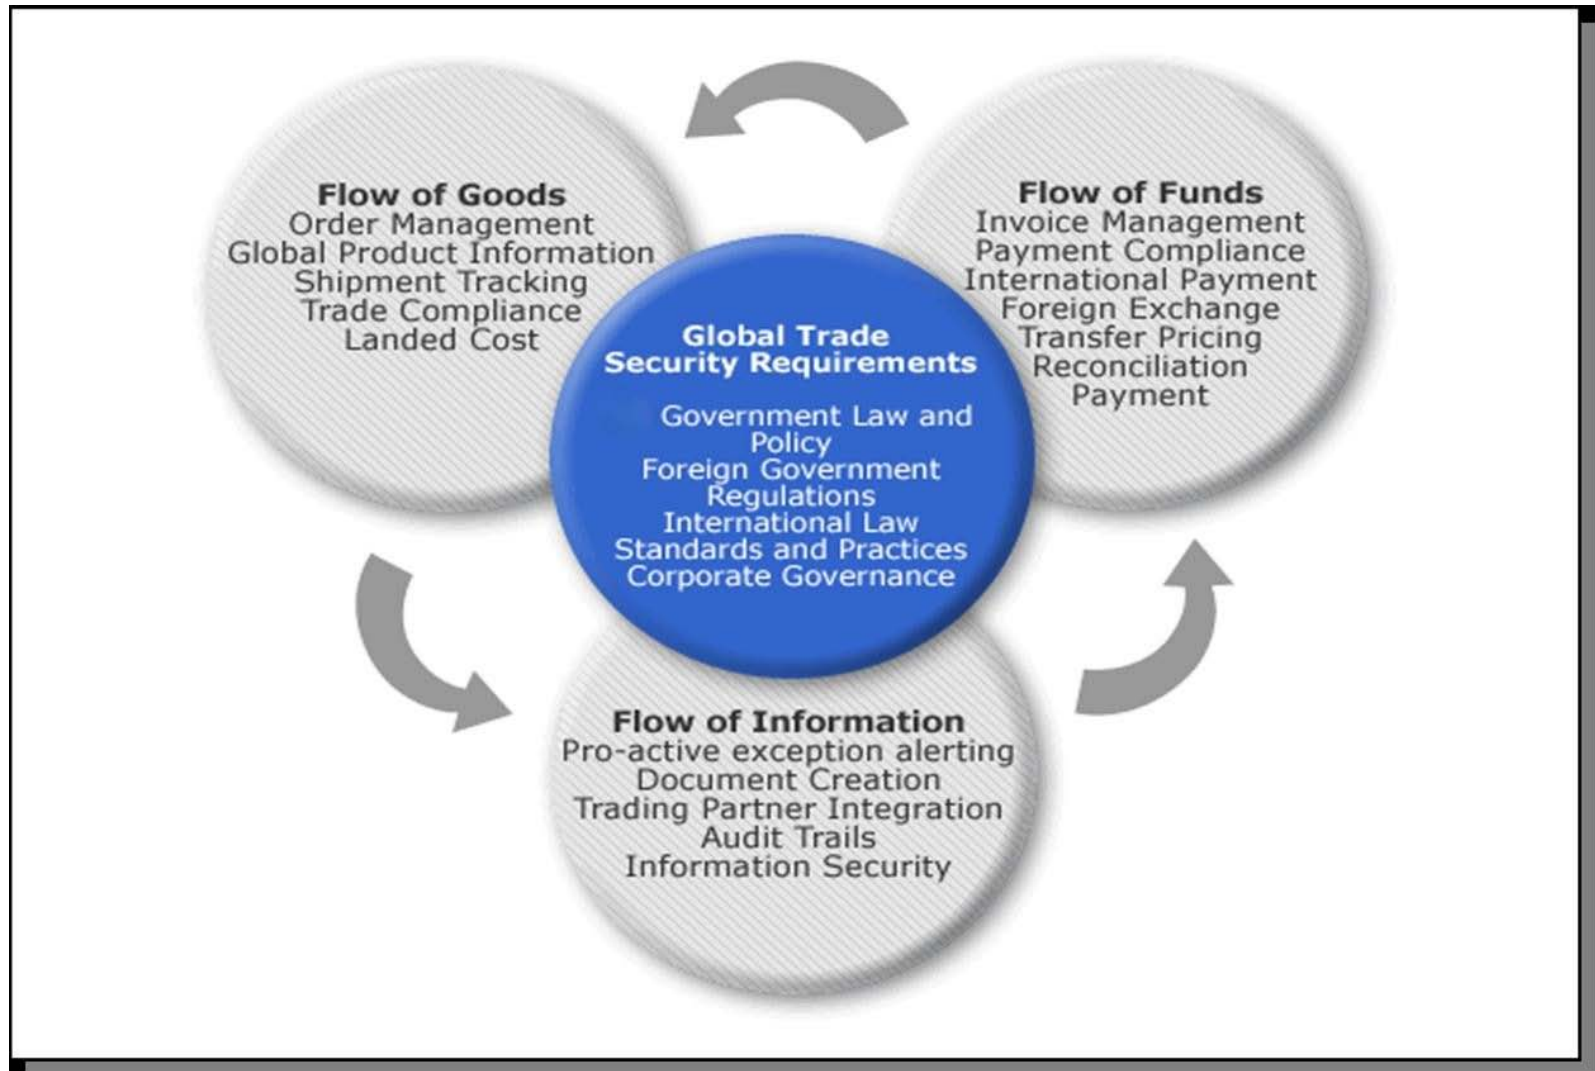 Flow of Goods
Order Management
Global Product Information
Shipment Tracking
Trade Compliance
Landed Cost
Flow of Funds
Invoice Management
Payment Compliance
International Payment
Foreign Exchange
Transfer Pricing
Reconciliation
Payment
Global Trade
Security Requirements
Government Law and
Policy
Foreign Government
Regulations
International Law
Standards and Practices
Corporate Governance
Flow of Information
Pro-active exception alerting
Document Creation
Trading Partner Integration
Audit Trails
Information Security